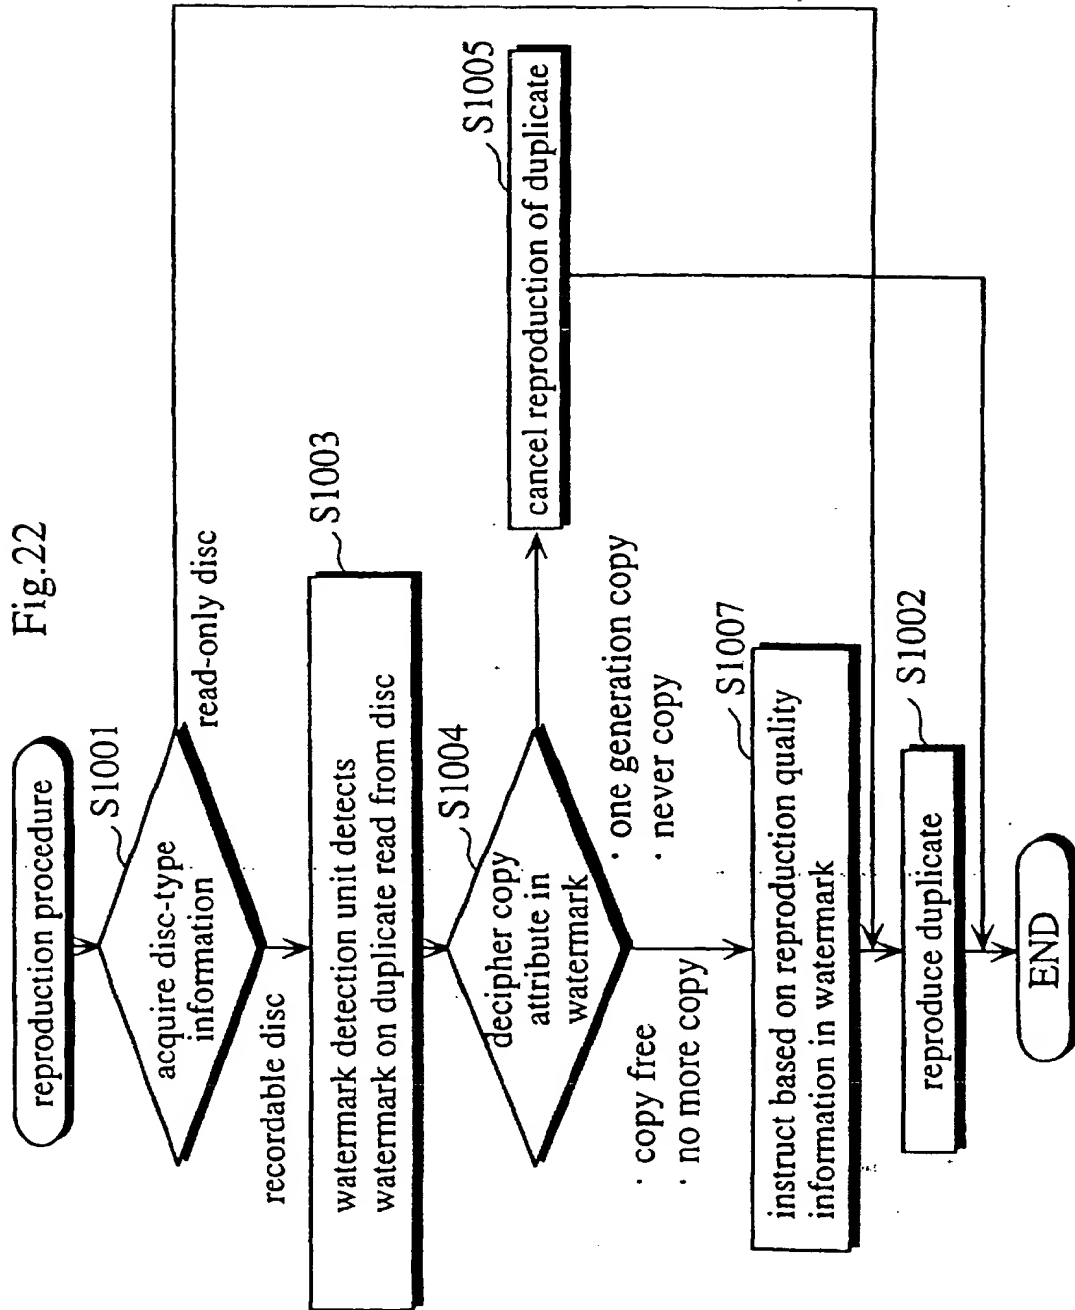 Fig.22
reproduction procedure
S1001
acquire disc-type
information
read-only disc
recordable disc
S1003
watermark detection unit detects
watermark on duplicate read from disc
S1004
decipher copy
attribute in
watermark
· one generation copy
· never copy
S1005
cancel reproduction of duplicate
· copy free
· no more copy
S1007
instruct based on reproduction quality
information in watermark
S1002
reproduce duplicate
END